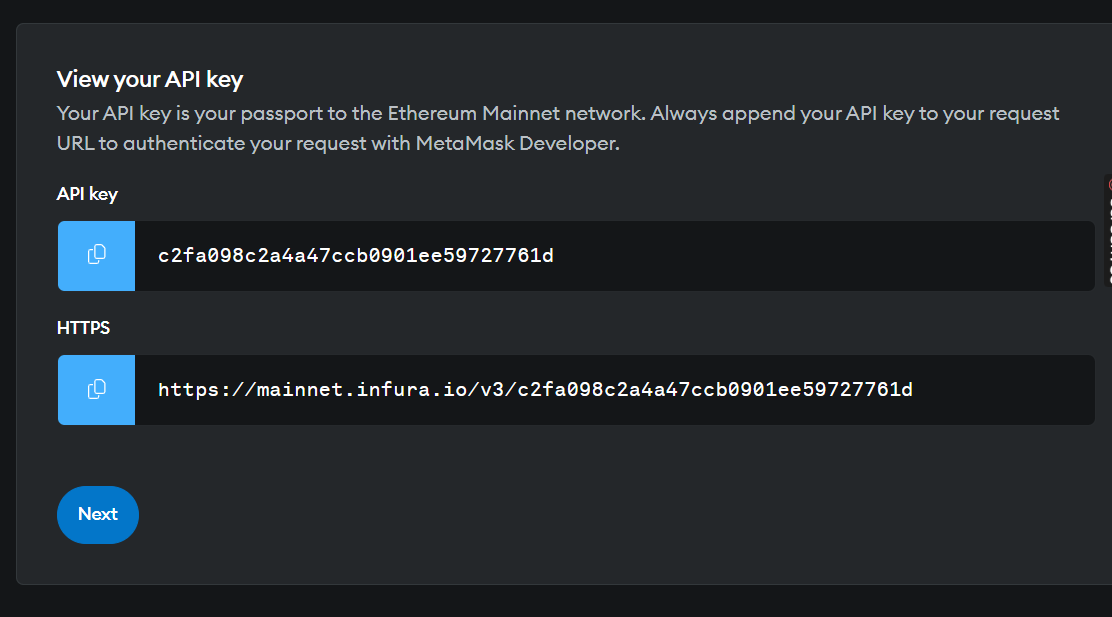 View your API key
Your API key is your passport to the Ethereum Mainnet network. Always append your API key to your request
URL to authenticate your request with MetaMask Developer.
API key
c2fa098c2a4a47ccb0901ee59727761d
HTTPS
https://mainnet.infura.io/v3/c2fa098c2a4a47ccb0901ee59727761d
Next